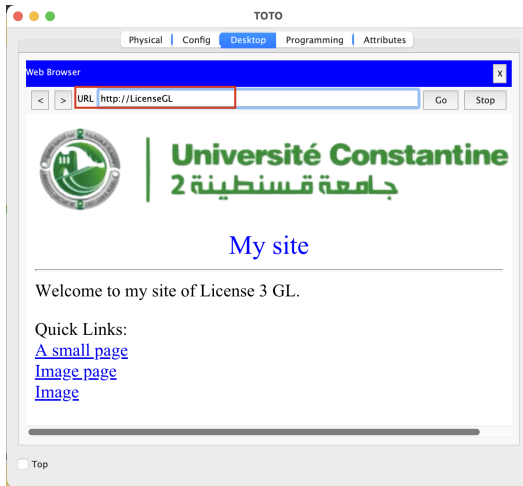 TOTO
Physical Config Desktop Programming Attributes
Web Browser X
< > URL http://LicenseGL Go Stop
Université Constantine
2 جامعة قسنطينة
My site
Welcome to my site of License 3 GL.
Quick Links:
A small page
Image page
Image
Top